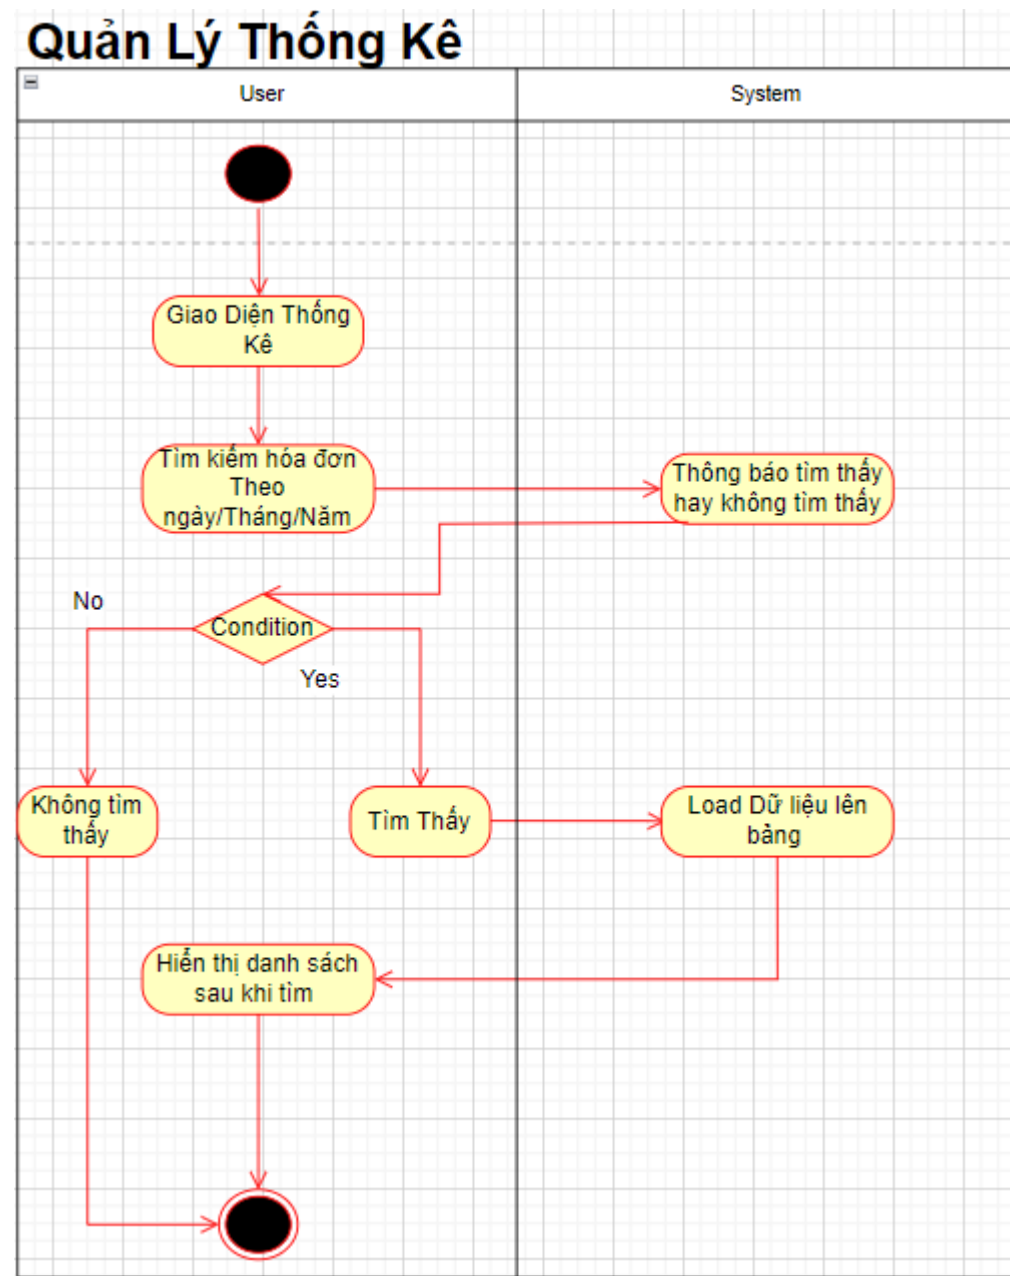 Quản Lý Thống Kê
User
System
Giao Diện Thống
Kê
Tìm kiếm hóa đơn
Theo
ngày/Tháng/Năm
Thông báo tìm thấy
hay không tìm thấy
No
Condition
Yes
Không tìm
thấy
Tìm Thấy
Load Dữ liệu lên
bảng
Hiển thị danh sách
sau khi tìm